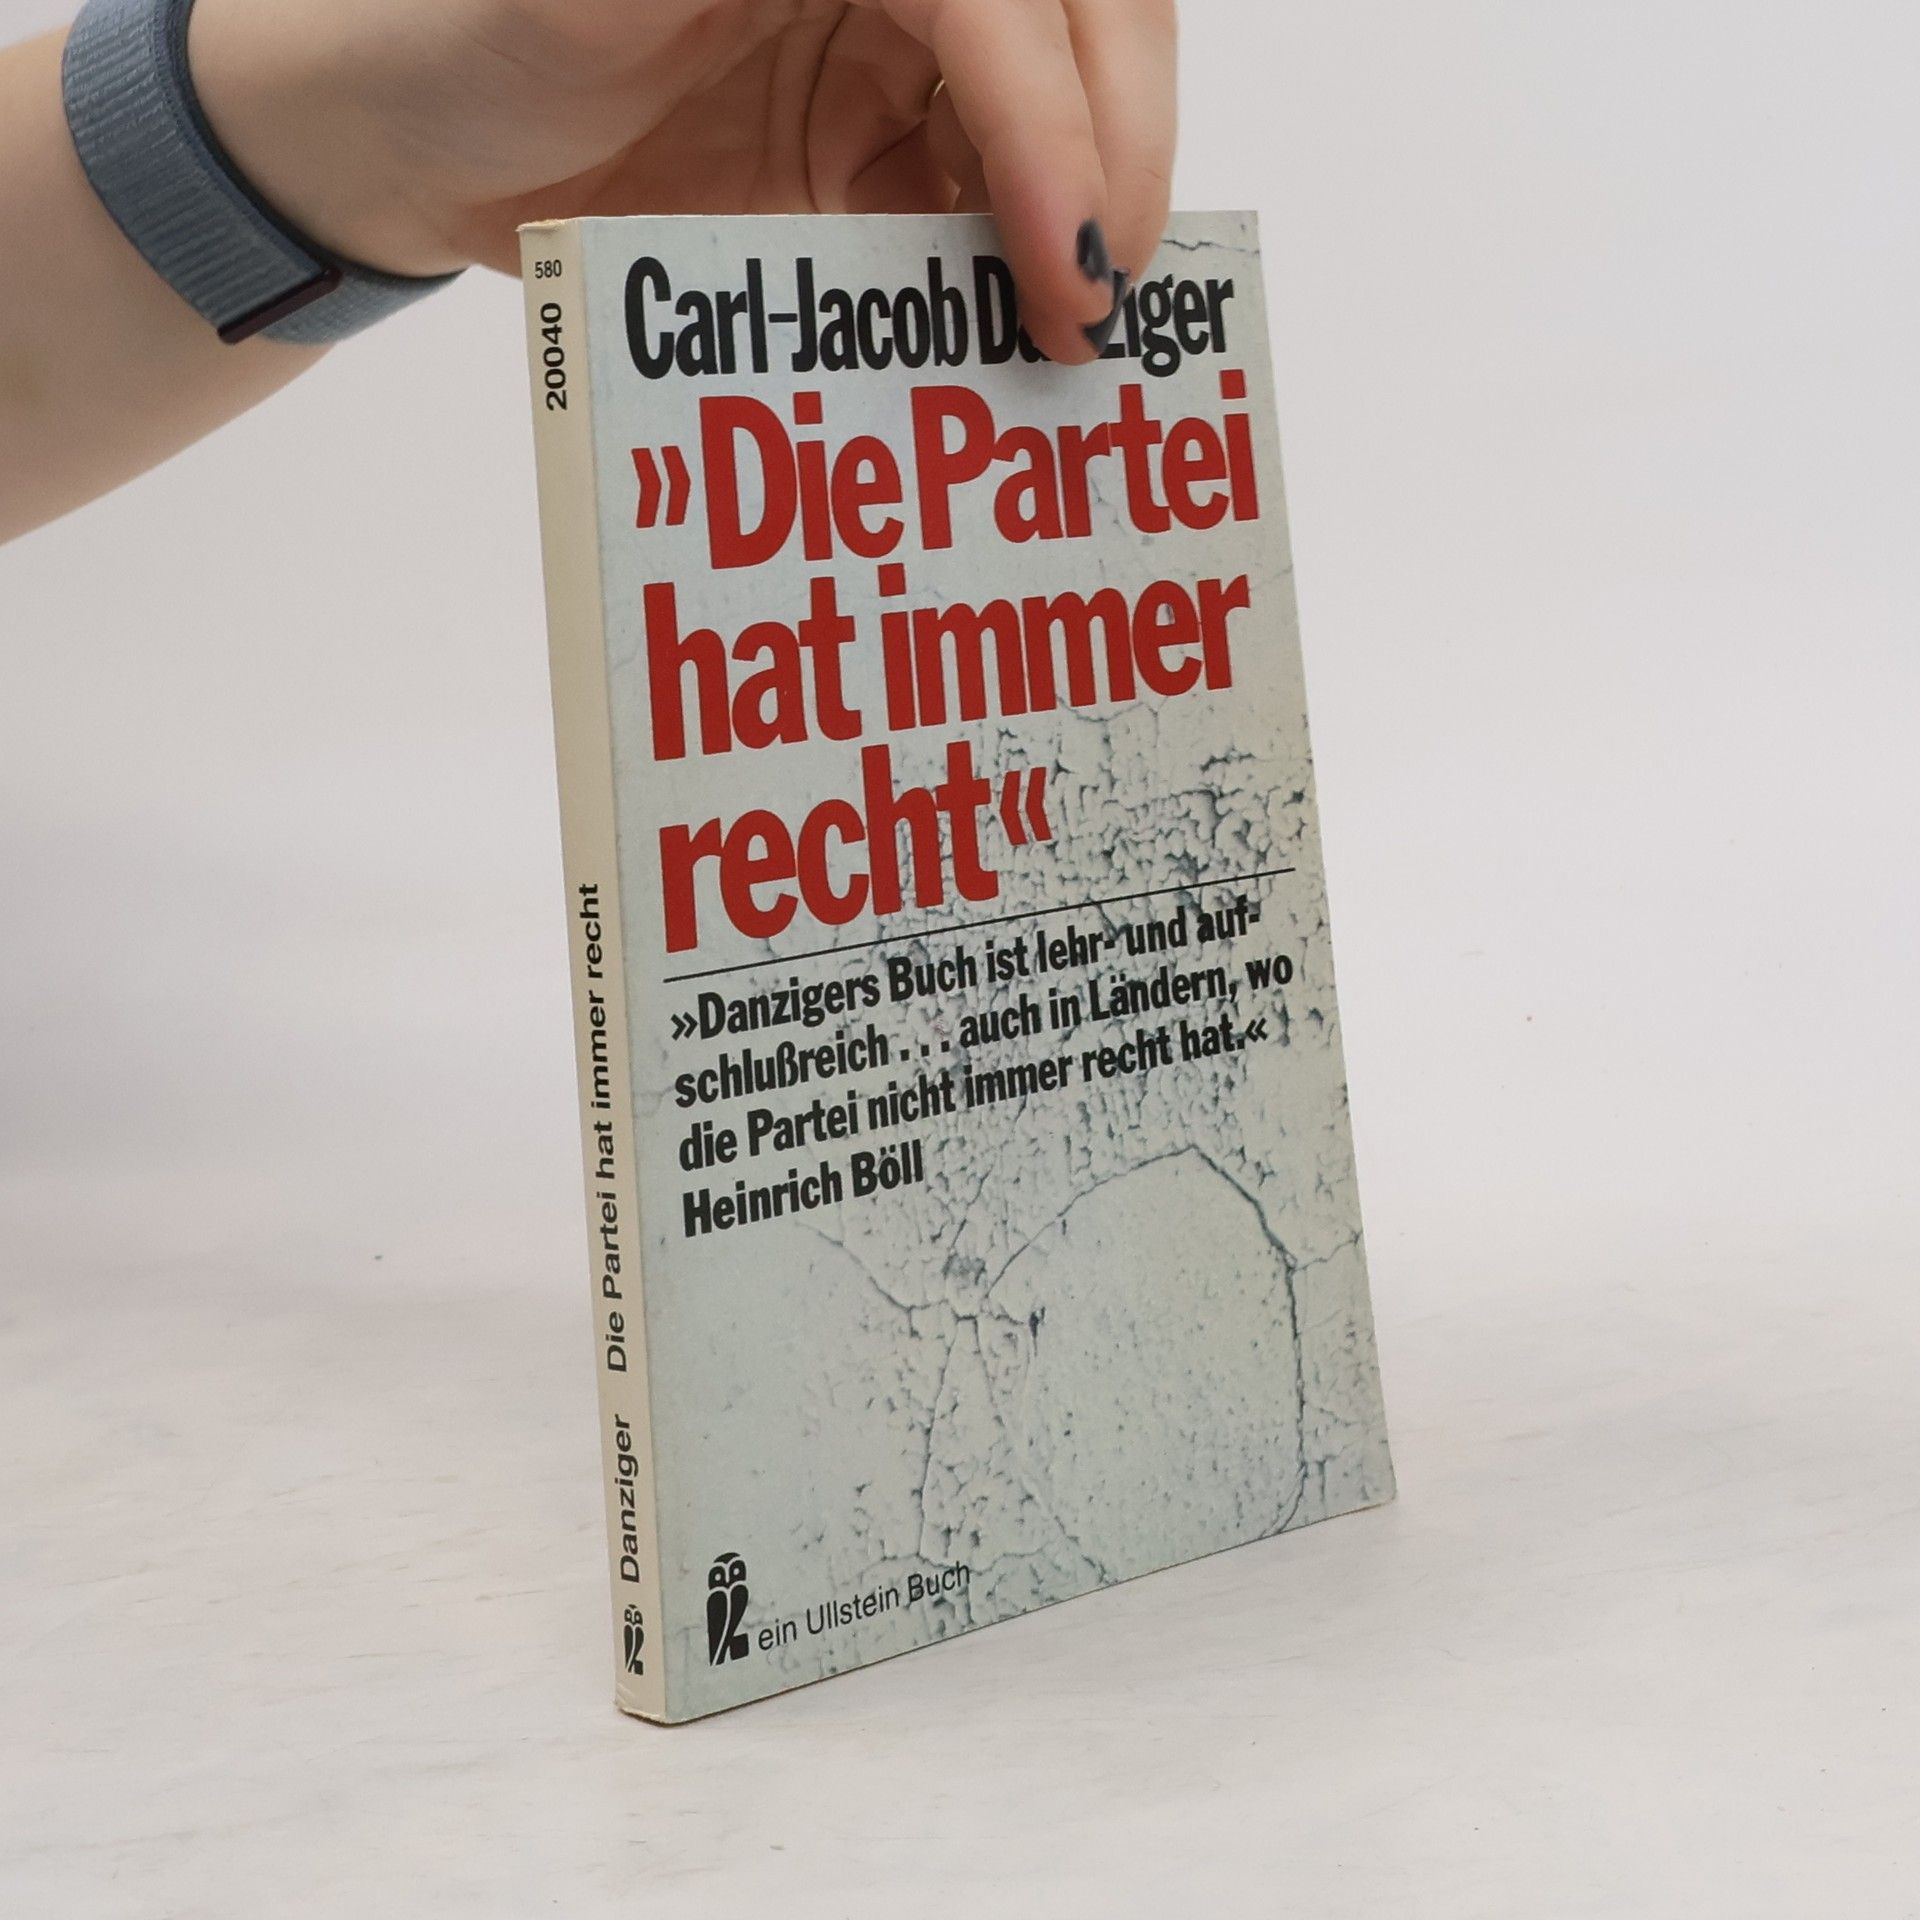 580
20040
Die Partei hat immer recht
Danziger
Carl-Jacob Danziger
»Die Partei
hat immer
recht«
»Danzigers Buch ist lehr- und auf-
schlußreich... auch in Ländern, wo
die Partei nicht immer recht hat.«
Heinrich Böll
ein Ullstein Buch